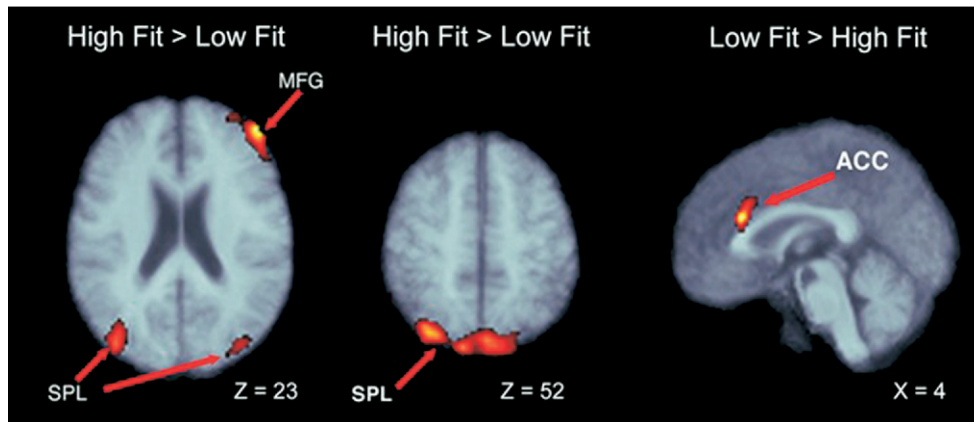 High Fit > Low Fit
MFG
SPL
Z = 23
High Fit > Low Fit
SPL
Z = 52
Low Fit > High Fit
ACC
X = 4